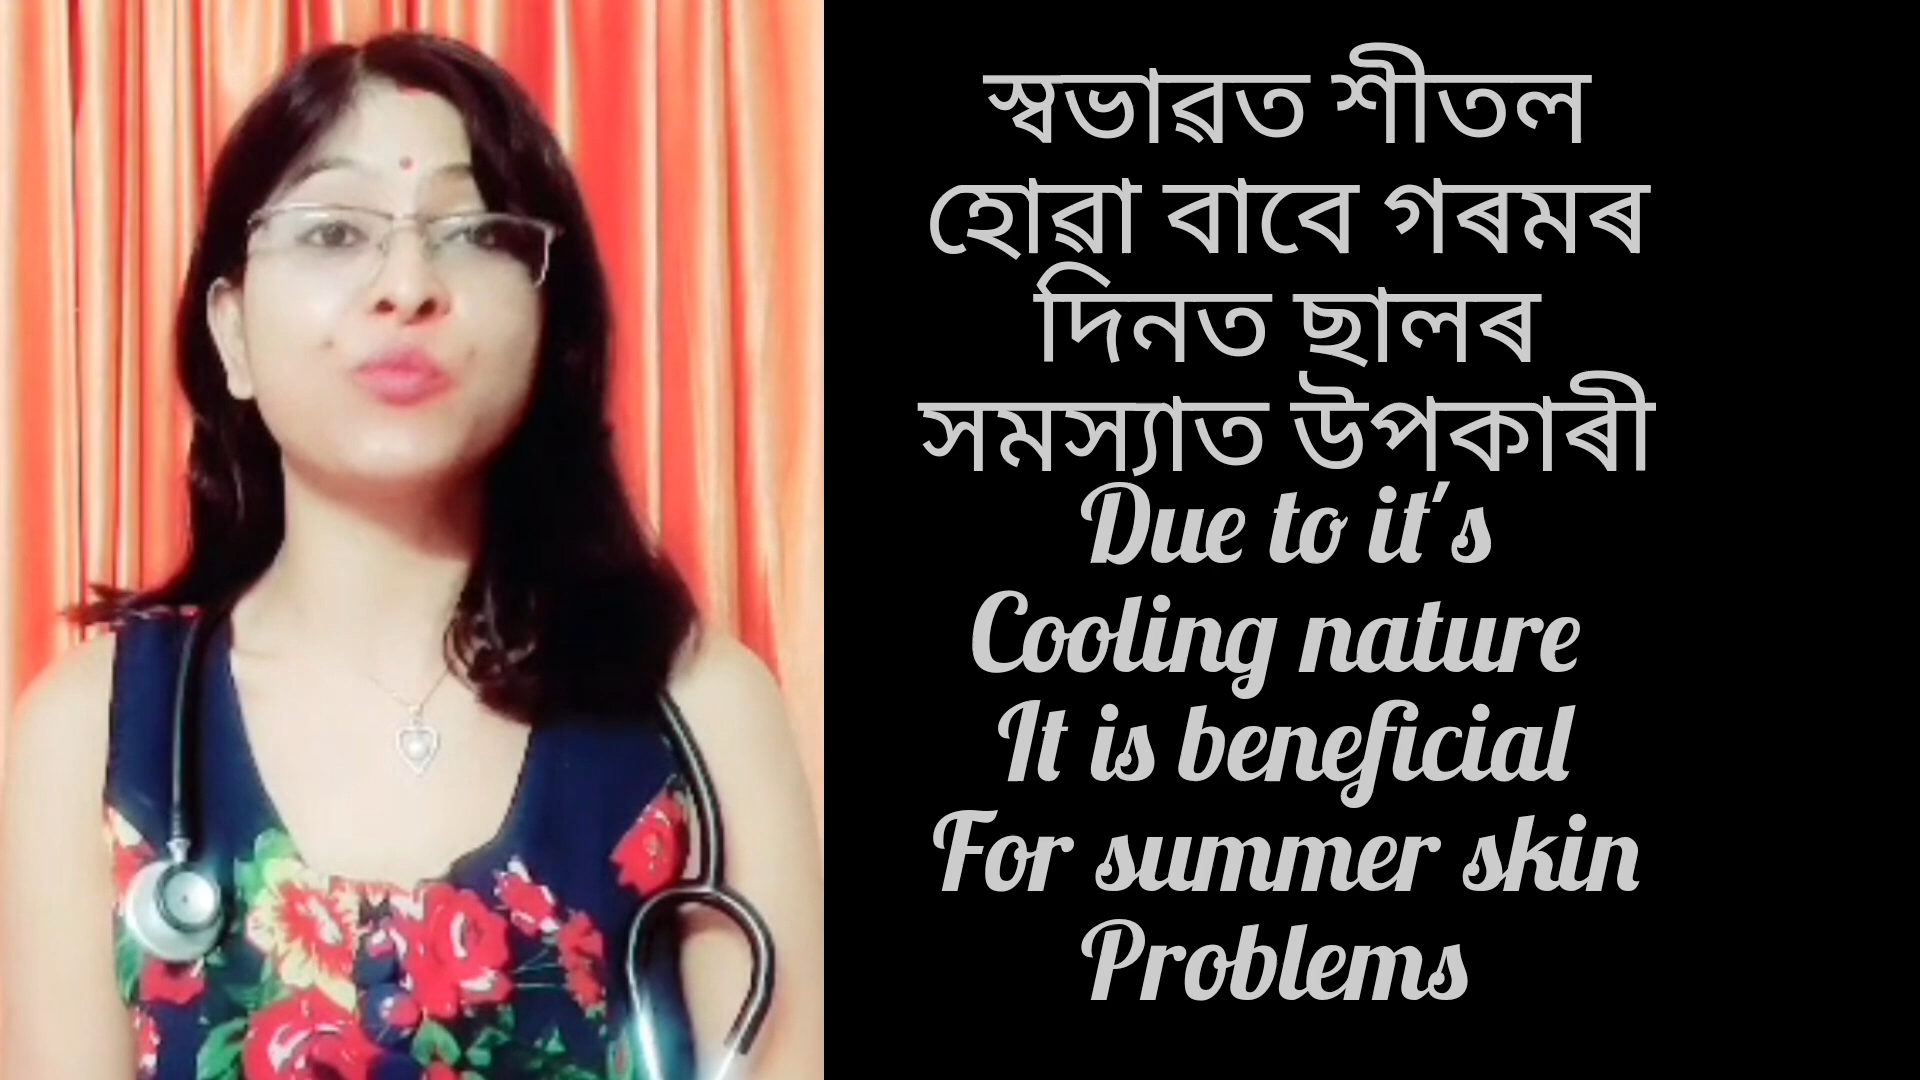 স্বভাৱত শীতল
হোৱা বাবে গৰমৰ
দিনত ছালৰ
সমস্যাত উপকাৰী
Due to it's
Cooling nature
It is beneficial
For summer skin
Problems